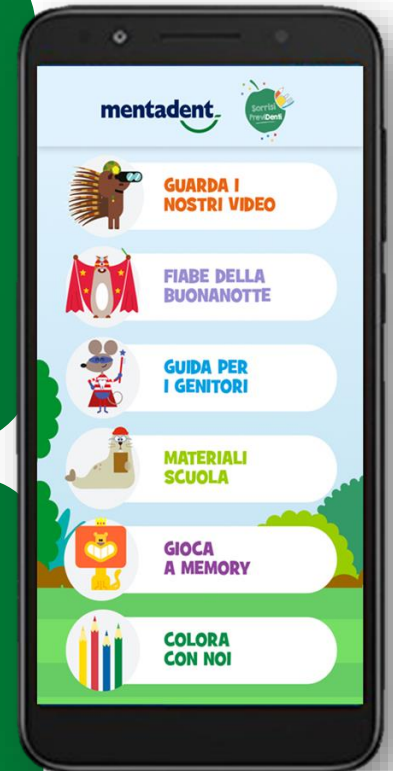 mentadent
Sorrisi
PreviDenti
GUARDA I
NOSTRI VIDEO
FIABE DELLA
BUONANOTTE
GUIDA PER
I GENITORI
MATERIALI
SCUOLA
GIOCA
A MEMORY
COLORA
CON NOI